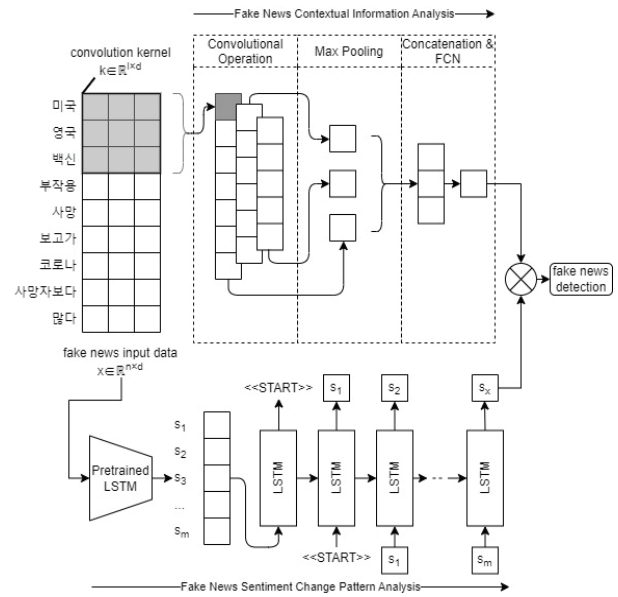 Fake News Contextual Information Analysis
convolution kernel
k∈ℝˡˣᵈ
Convolutional
Operation
Max Pooling
Concatenation &
FCN
미국
영국
백신
부작용
사망
보고가
코로나
사망자보다
많다
fake news
detection
fake news input data
x∈ℝⁿˣᵈ
<<START>>
S₁
S₂
Sₓ
Pretrained
LSTM
S₁
S₂
S₃
...
Sₘ
LSTM
LSTM
LSTM
LSTM
<<START>>
S₁
Sₘ
Fake News Sentiment Change Pattern Analysis